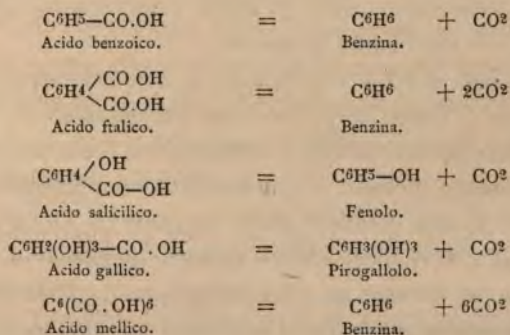 C⁶H⁵—CO.OH = C⁶H⁶ + CO²
Acido benzoico. Benzina.
CO OH
C⁶H⁴ = C⁶H⁶ + 2CO²
CO.OH
Acido ftalico. Benzina.
OH
C⁶H⁴ = C⁶H⁵—OH + CO²
CO—OH
Acido salicilico. Fenolo.
C⁶H²(OH)³—CO . OH = C⁶H³(OH)³ + CO²
Acido gallico. Pirogallolo.
C⁶(CO . OH)⁶ = C⁶H⁶ + 6CO²
Acido mellico. Benzina.